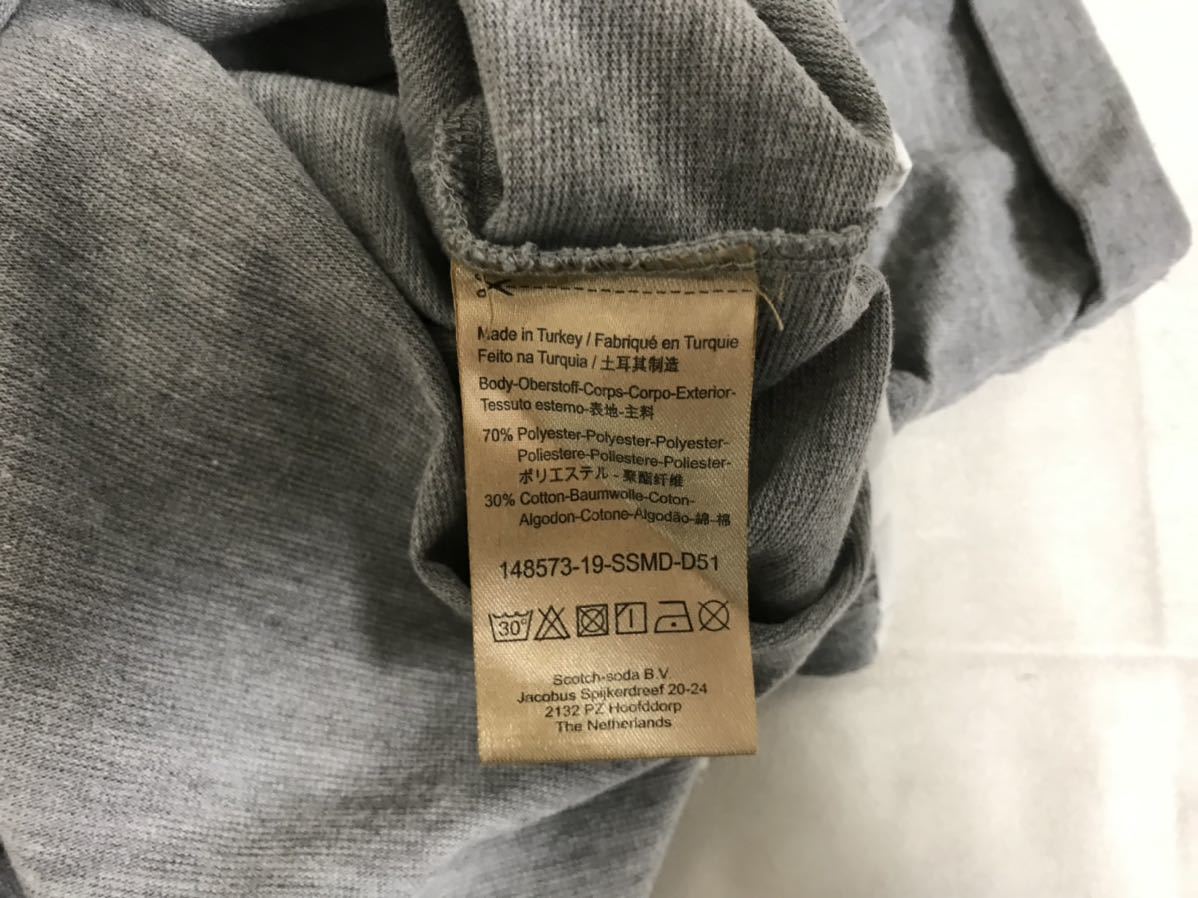 Made in Turkey / Fabriqué en Turquie
Feito na Turquia / 土耳其制造
Body-Oberstoff-Corps-Corpo-Exterior-
Tessuto esterno-表地-主料
70% Polyester-Polyester-Polyester-
Poliestere-Poliestere-Poliester-
ポリエステル - 聚酯纤维
30% Cotton-Baumwolle-Coton-
Algodon-Cotone-Algodão-綿-棉
148573-19-SSMD-D51
30°
Scotch-soda B.V.
Jacobus Spijkerdreef 20-24
2132 PZ Hoofddorp
The Netherlands